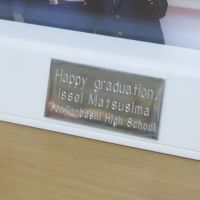 Happy graduation!
Issei Matsusima
High School